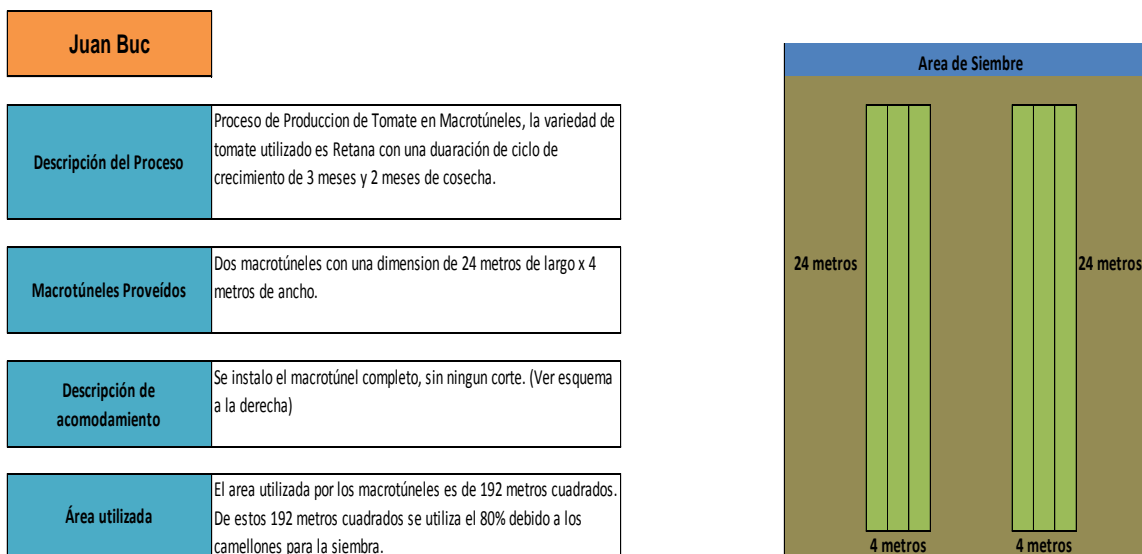 Juan Buc
Descripción del Proceso
Proceso de Produccion de Tomate en Macrotúneles, la variedad de
tomate utilizado es Retana con una duaración de ciclo de
crecimiento de 3 meses y 2 meses de cosecha.
Macrotúneles Proveídos
Dos macrotúneles con una dimension de 24 metros de largo x 4
metros de ancho.
Descripción de
acomodamiento
Se instalo el macrotúnel completo, sin ningun corte. (Ver esquema
a la derecha)
Área utilizada
El area utilizada por los macrotúneles es de 192 metros cuadrados.
De estos 192 metros cuadrados se utiliza el 80% debido a los
camellones para la siembra.
Area de Siembre
24 metros
24 metros
4 metros
4 metros